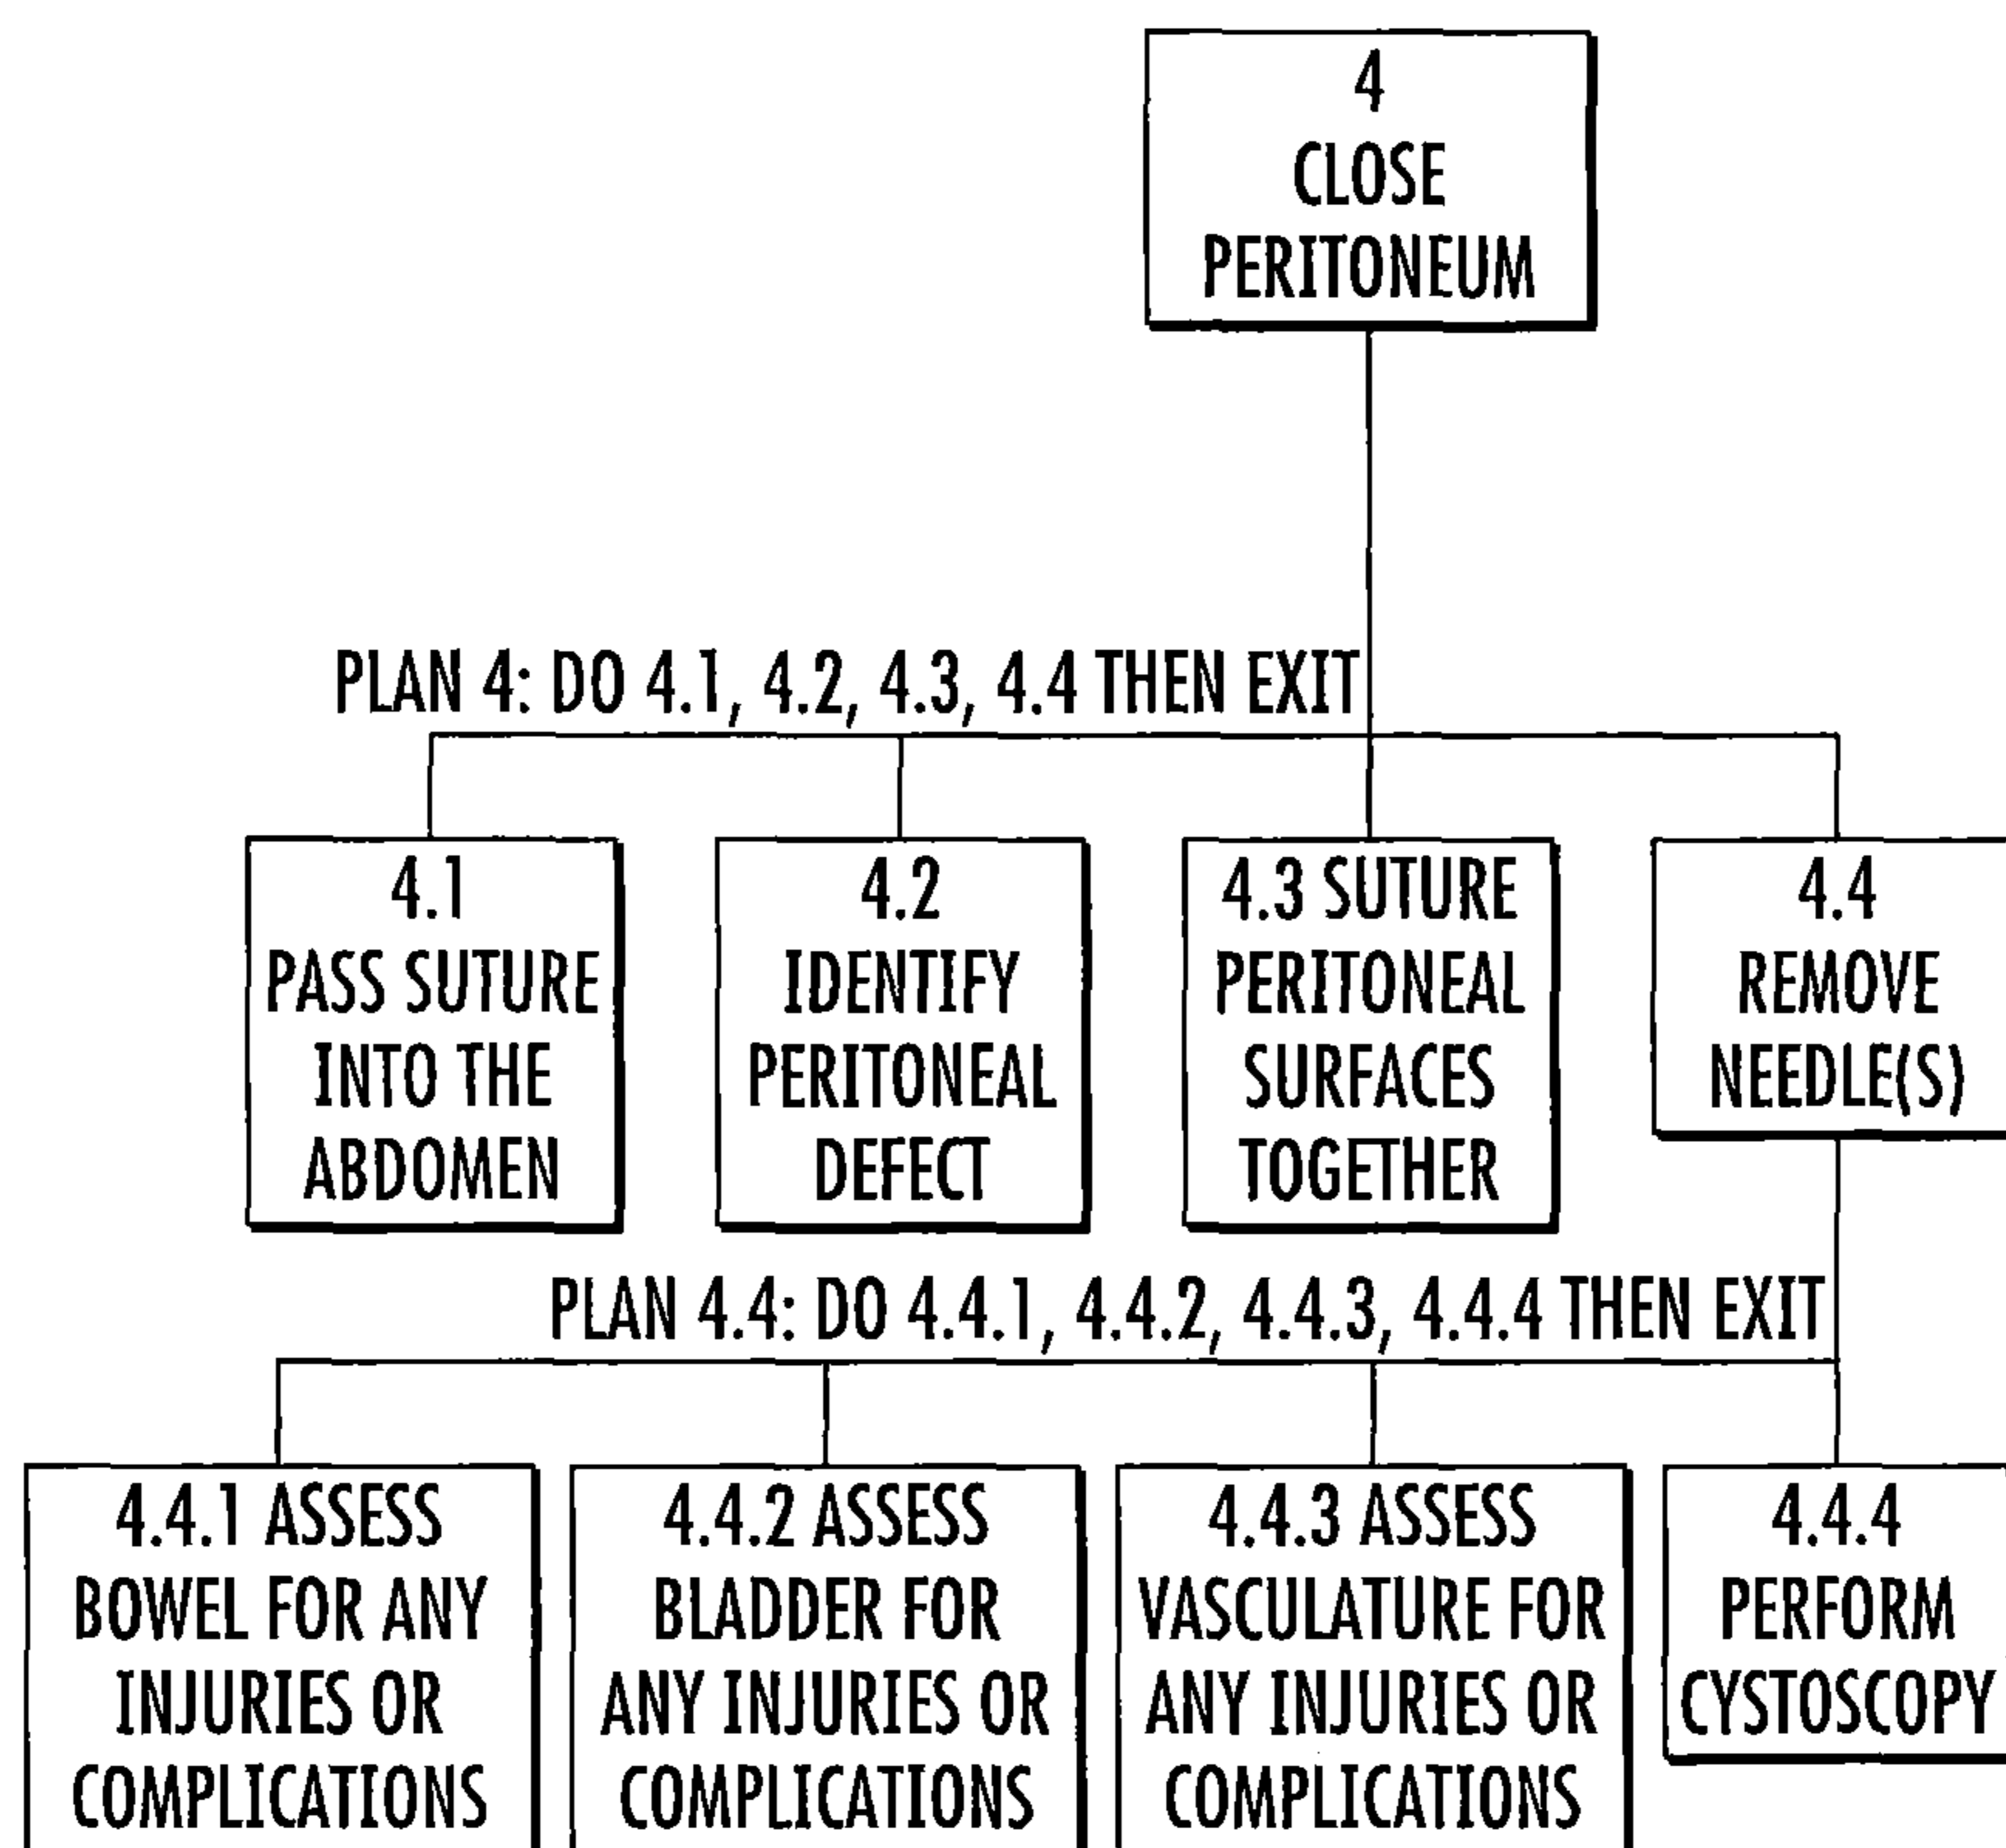 4
CLOSE
PERITONEUM
PLAN 4: DO 4.1, 4.2, 4.3, 4.4 THEN EXIT
4.1
PASS SUTURE
INTO THE
ABDOMEN
4.2
IDENTIFY
PERITONEAL
DEFECT
4.3 SUTURE
PERITONEAL
SURFACES
TOGETHER
4.4
REMOVE
NEEDLE(S)
PLAN 4.4: DO 4.4.1, 4.4.2, 4.4.3, 4.4.4 THEN EXIT
4.4.1 ASSESS
BOWEL FOR ANY
INJURIES OR
COMPLICATIONS
4.4.2 ASSESS
BLADDER FOR
ANY INJURIES OR
COMPLICATIONS
4.4.3 ASSESS
VASCULATURE FOR
ANY INJURIES OR
COMPLICATIONS
4.4.4
PERFORM
CYSTOSCOPY